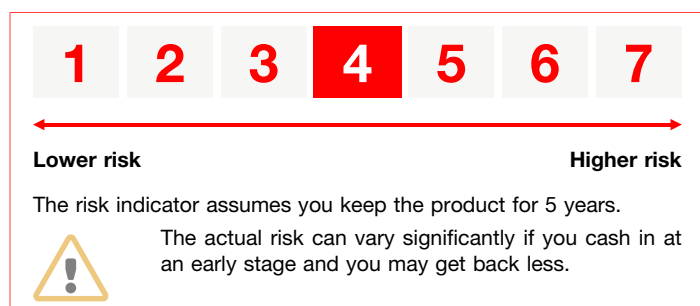 1 2 3 4 5 6 7
Lower risk Higher risk
The risk indicator assumes you keep the product for 5 years.
The actual risk can vary significantly if you cash in at
an early stage and you may get back less.